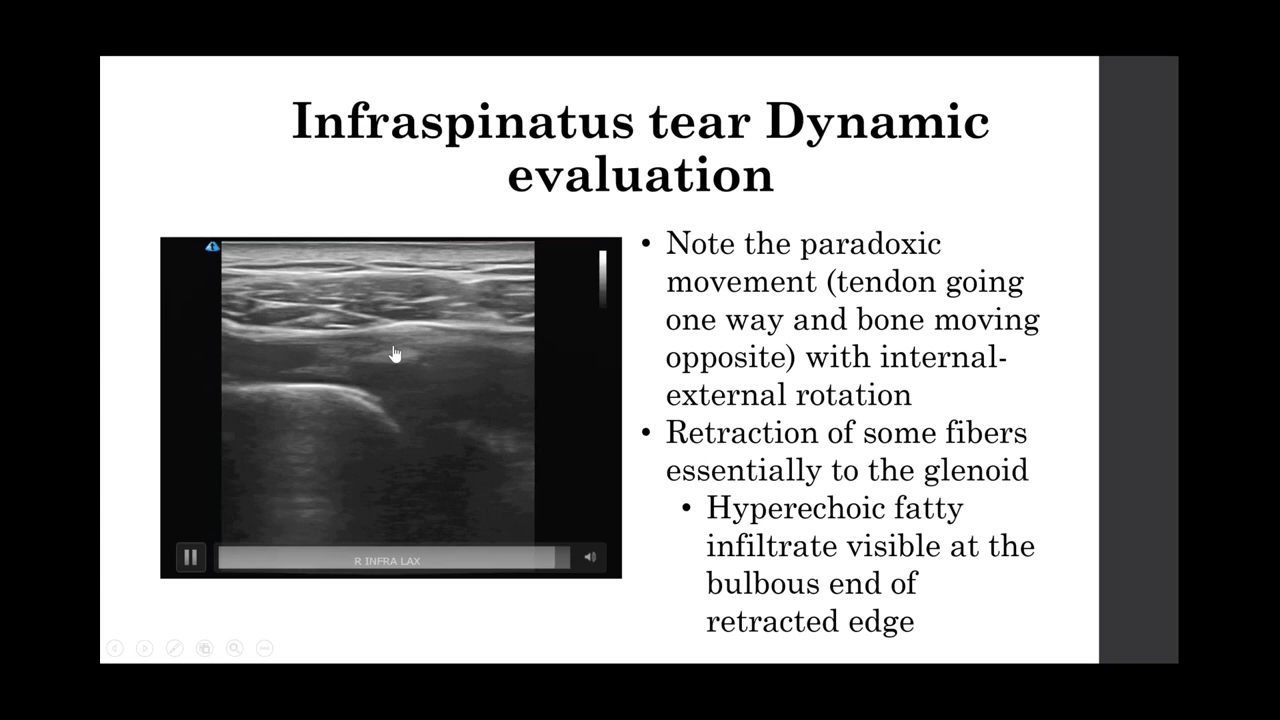 Infraspinatus tear Dynamic
evaluation
R INFRA LAX
• Note the paradoxic
movement (tendon going
one way and bone moving
opposite) with internal-
external rotation
• Retraction of some fibers
essentially to the glenoid
• Hyperechoic fatty
infiltrate visible at the
bulbous end of
retracted edge